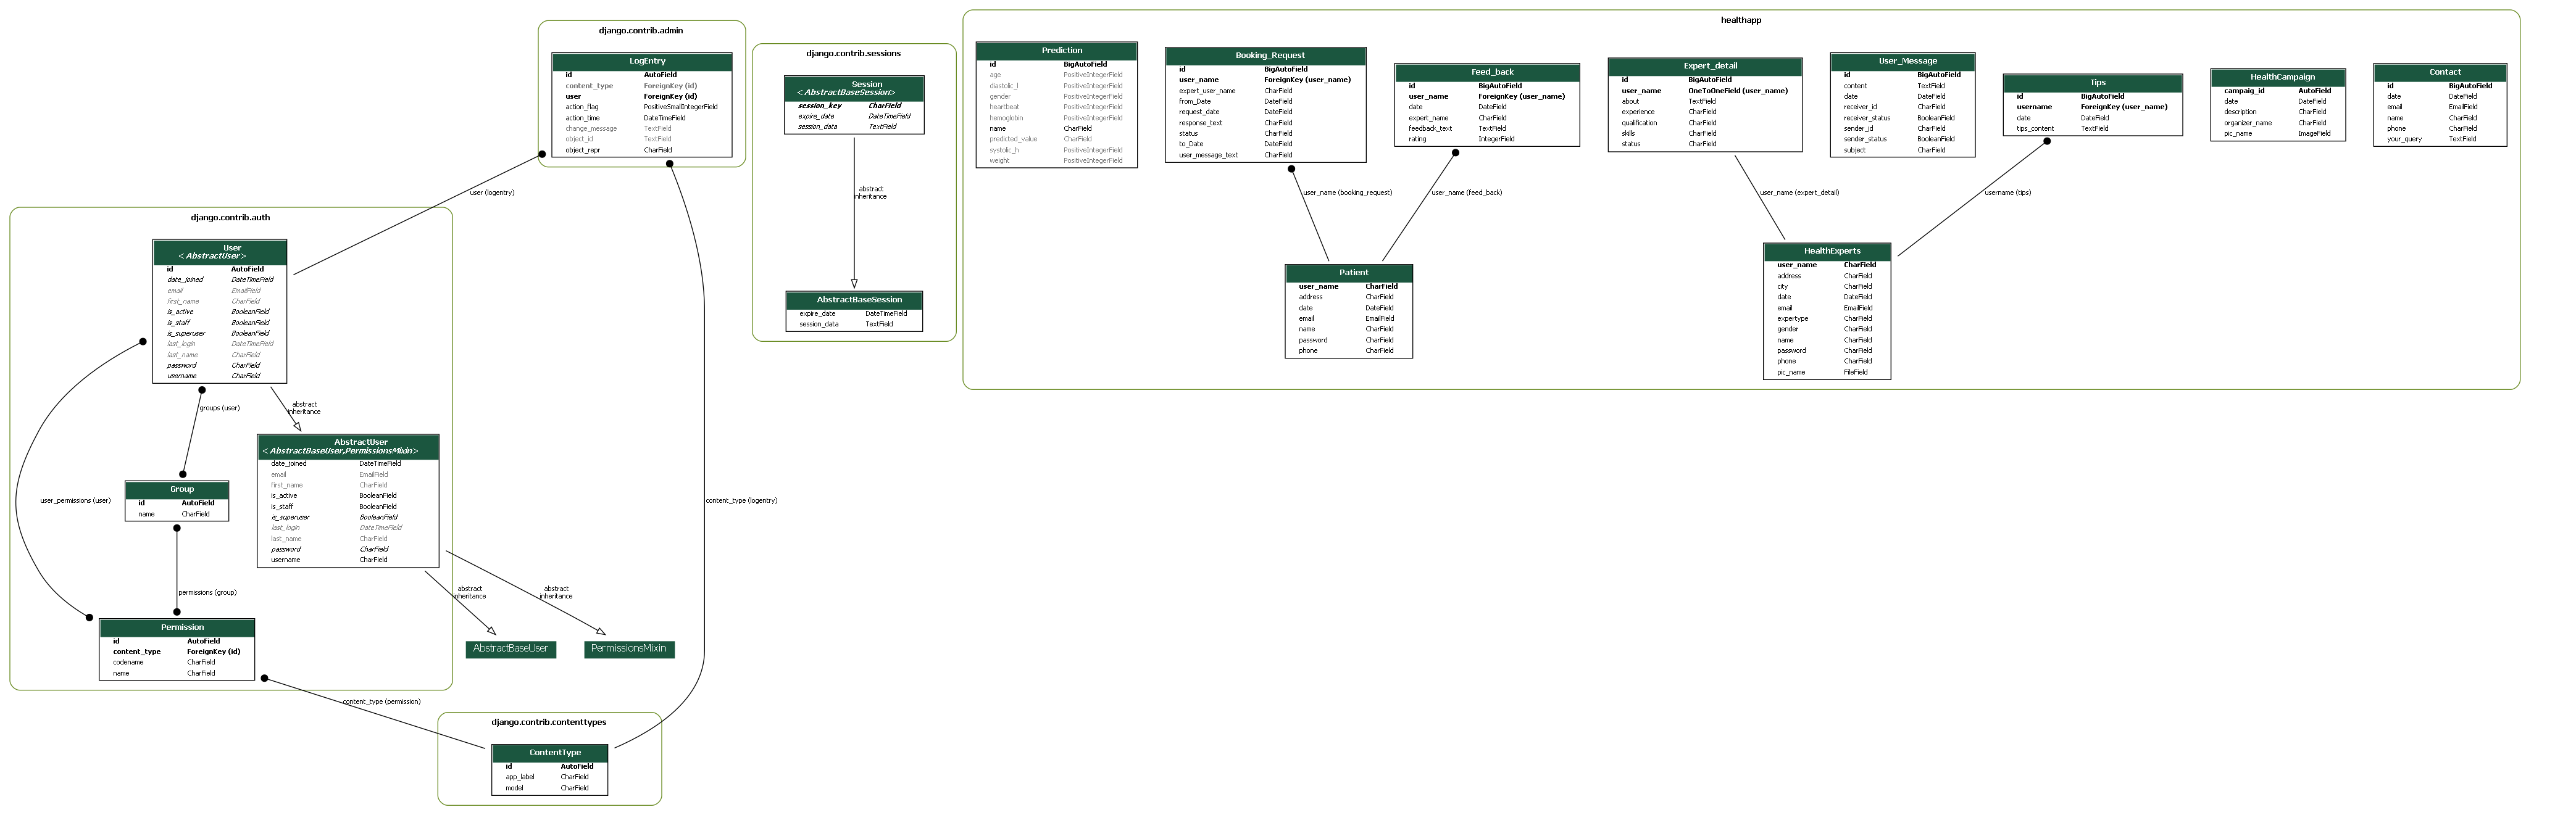 django.contrib.admin
LogEntry
id AutoField
content_type ForeignKey (id)
user ForeignKey (id)
action_flag PositiveSmallIntegerField
action_time DateTimeField
change_message TextField
object_id TextField
object_repr CharField
user (logentry)
content_type (logentry)
django.contrib.sessions
Session
<AbstractBaseSession>
session_key CharField
expire_date DateTimeField
session_data TextField
abstract
inheritance
AbstractBaseSession
expire_date DateTimeField
session_data TextField
healthapp
Prediction
id BigAutoField
age PositiveIntegerField
diastolic_l PositiveIntegerField
gender PositiveIntegerField
heartbeat PositiveIntegerField
hemoglobin PositiveIntegerField
name CharField
predicted_value CharField
systolic_h PositiveIntegerField
weight PositiveIntegerField
Booking_Request
id BigAutoField
user_name ForeignKey (user_name)
expert_user_name CharField
from_Date DateField
request_date DateField
response_text CharField
status CharField
to_Date DateField
user_message_text CharField
Feed_back
id BigAutoField
user_name ForeignKey (user_name)
date DateField
expert_name CharField
feedback_text TextField
rating IntegerField
Expert_detail
id BigAutoField
user_name OneToOneField (user_name)
about TextField
experience CharField
qualification CharField
skills CharField
status CharField
User_Message
id BigAutoField
content TextField
date DateField
receiver_id CharField
receiver_status BooleanField
sender_id CharField
sender_status BooleanField
subject CharField
Tips
id BigAutoField
username ForeignKey (user_name)
date DateField
tips_content TextField
HealthCampaign
campaig_id AutoField
date DateField
description CharField
organizer_name CharField
pic_name ImageField
Contact
id BigAutoField
date DateField
email EmailField
name CharField
phone CharField
your_query TextField
user_name (booking_request)
user_name (feed_back)
user_name (expert_detail)
username (tips)
Patient
user_name CharField
address CharField
date DateField
email EmailField
name CharField
password CharField
phone CharField
HealthExperts
user_name CharField
address CharField
city CharField
date DateField
email EmailField
expertype CharField
gender CharField
name CharField
password CharField
phone CharField
pic_name FileField
django.contrib.auth
User
<AbstractUser>
id AutoField
date_joined DateTimeField
email EmailField
first_name CharField
is_active BooleanField
is_staff BooleanField
is_superuser BooleanField
last_login DateTimeField
last_name CharField
password CharField
username CharField
groups (user)
abstract
inheritance
AbstractUser
<AbstractBaseUser,PermissionsMixin>
date_joined DateTimeField
email EmailField
first_name CharField
is_active BooleanField
is_staff BooleanField
is_superuser BooleanField
last_login DateTimeField
last_name CharField
password CharField
username CharField
user_permissions (user)
Group
id AutoField
name CharField
permissions (group)
abstract
inheritance
abstract
inheritance
Permission
id AutoField
content_type ForeignKey (id)
codename CharField
name CharField
AbstractBaseUser
PermissionsMixin
content_type (permission)
django.contrib.contenttypes
ContentType
id AutoField
app_label CharField
model CharField